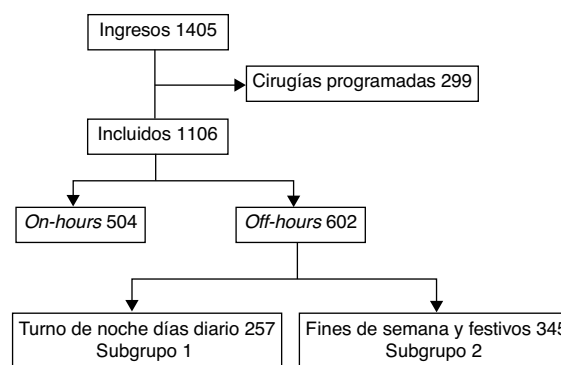 Ingresos 1405
Cirugías programadas 299
Incluidos 1106
On-hours 504
Off-hours 602
Turno de noche días diario 257
Subgrupo 1
Fines de semana y festivos 345
Subgrupo 2